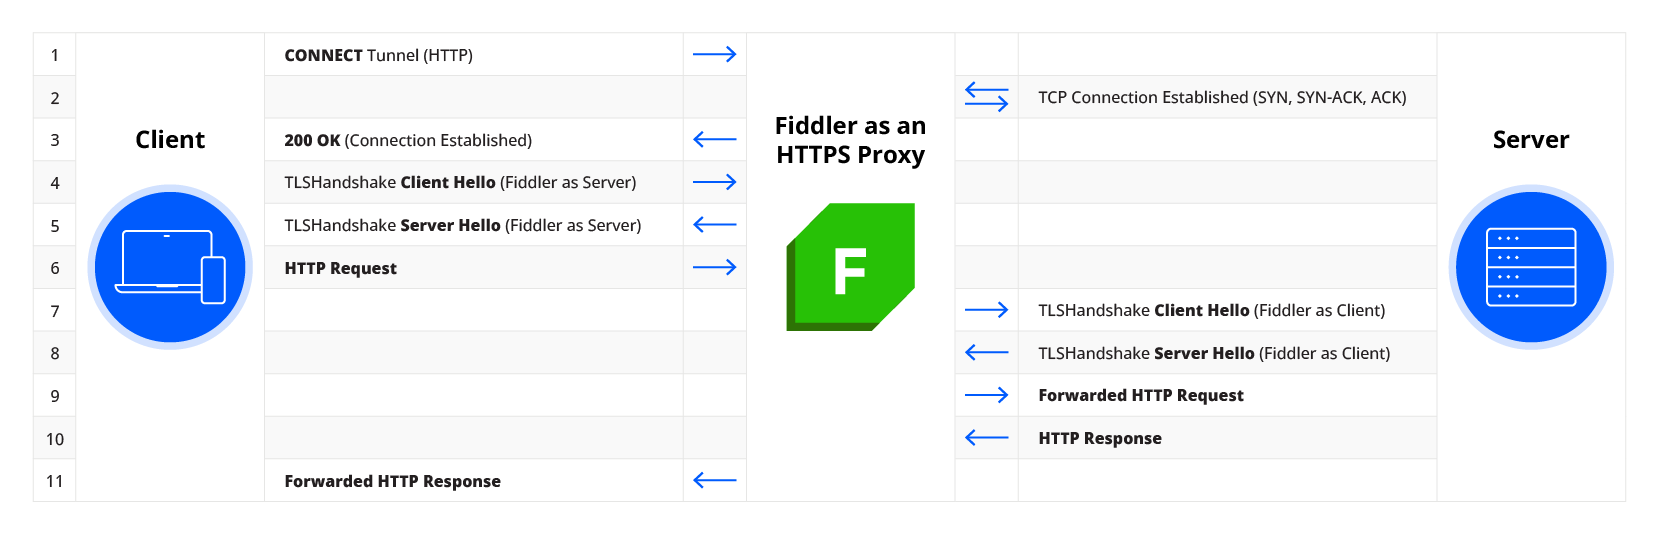 1 CONNECT Tunnel (HTTP)
2 TCP Connection Established (SYN, SYN-ACK, ACK)
Client
3 200 OK (Connection Established)
Fiddler as an
HTTPS Proxy
Server
4 TLSHandshake Client Hello (Fiddler as Server)
5 TLSHandshake Server Hello (Fiddler as Server)
6 HTTP Request
F
7 TLSHandshake Client Hello (Fiddler as Client)
8 TLSHandshake Server Hello (Fiddler as Client)
9 Forwarded HTTP Request
10 HTTP Response
11 Forwarded HTTP Response